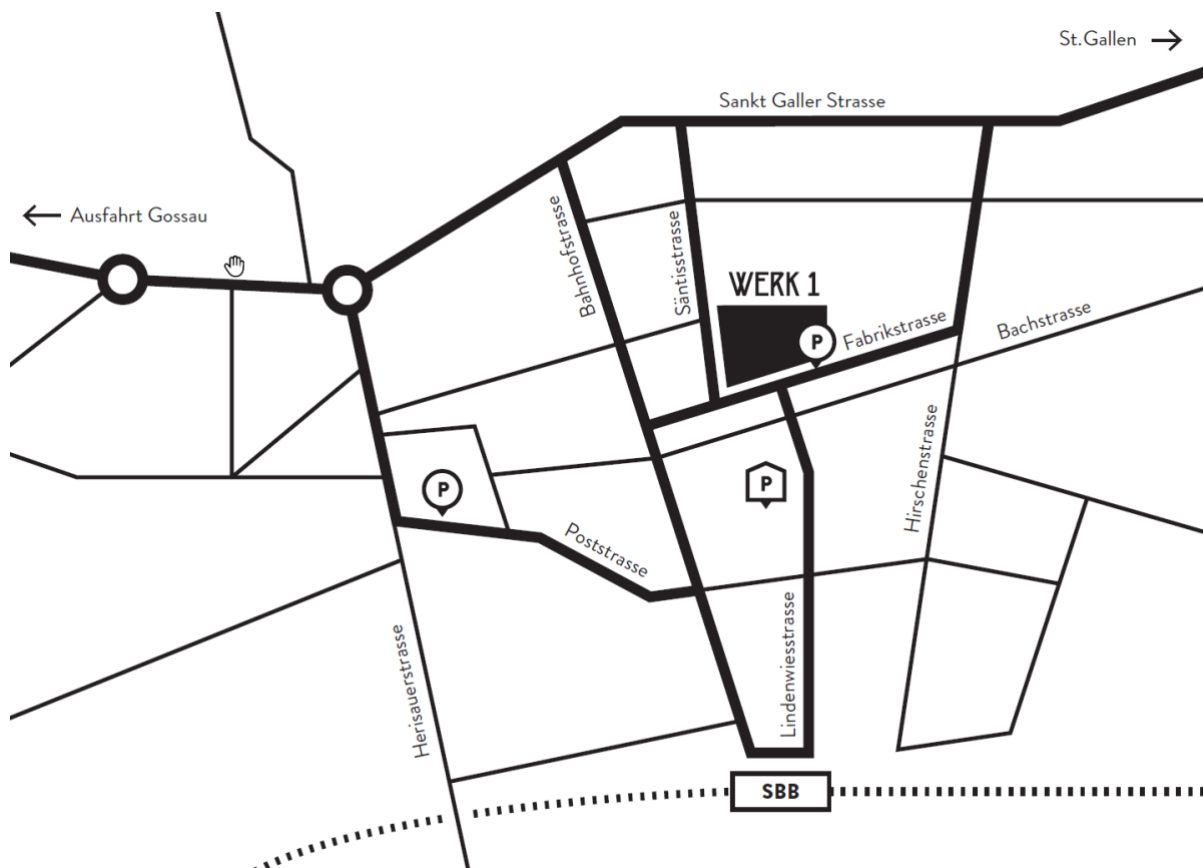 St.Gallen
Sankt Galler Strasse
Ausfahrt Gossau
Bahnhofstrasse
Säntisstrasse
WERK 1
P
Fabrikstrasse
Bachstrasse
Hirschenstrasse
P
P
Poststrasse
Lindenwiesstrasse
Herisauerstrasse
SBB